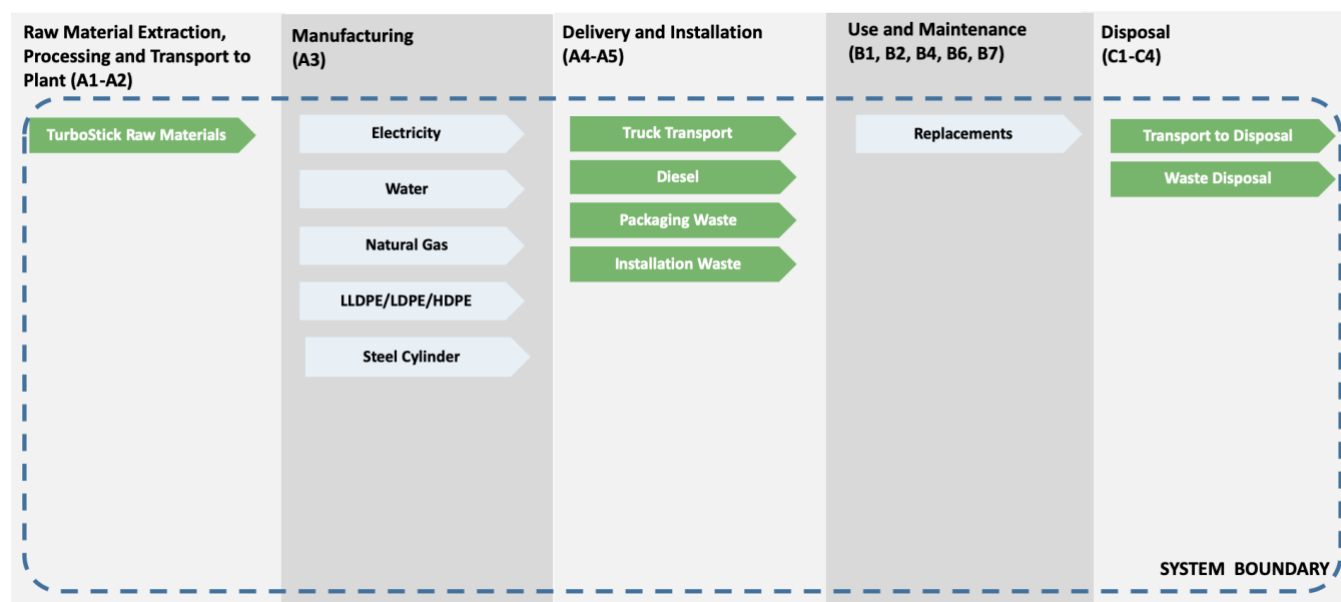 Raw Material Extraction,
Processing and Transport to
Plant (A1-A2)
TurboStick Raw Materials
Manufacturing
(A3)
Electricity
Water
Natural Gas
LLDPE/LDPE/HDPE
Steel Cylinder
Delivery and Installation
(A4-A5)
Truck Transport
Diesel
Packaging Waste
Installation Waste
Use and Maintenance
(B1, B2, B4, B6, B7)
Replacements
Disposal
(C1-C4)
Transport to Disposal
Waste Disposal
SYSTEM BOUNDARY